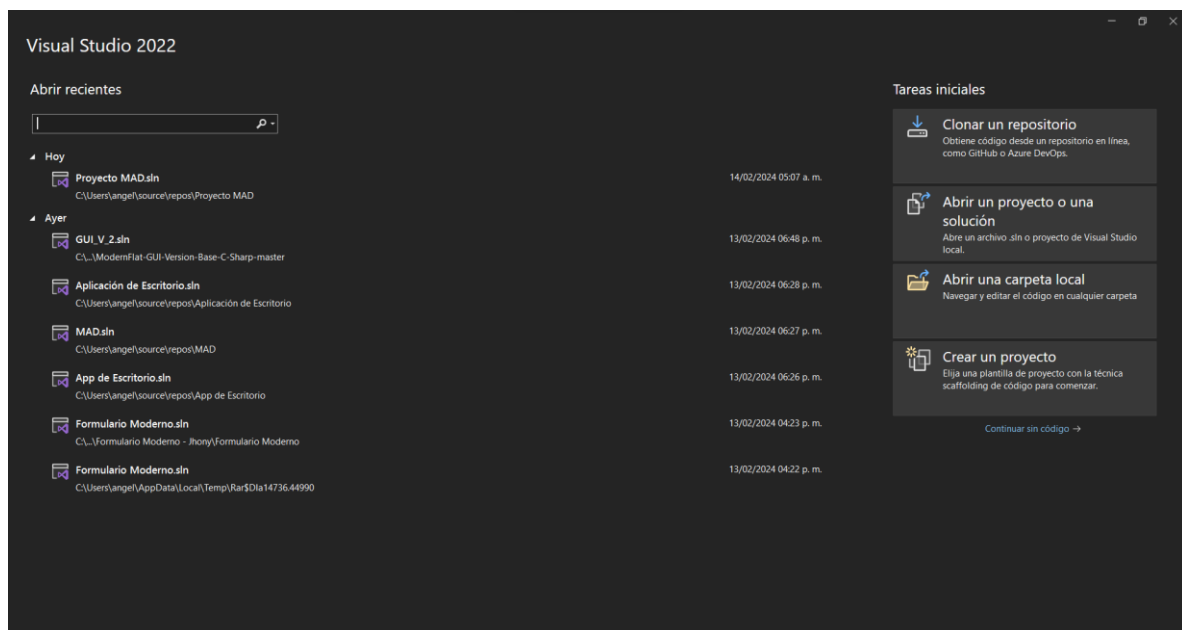 Visual Studio 2022
Abrir recientes
Hoy
Proyecto MAD.sln
14/02/2024 05:07 a. m.
C:\Users\angel\source\repos\Proyecto MAD
Ayer
GUI_V_2.sln
13/02/2024 06:48 p. m.
C:\...\ModernFlat-GUI-Version-Base-C-Sharp-master
Aplicación de Escritorio.sln
13/02/2024 06:28 p. m.
C:\Users\angel\source\repos\Aplicación de Escritorio
MAD.sln
13/02/2024 06:27 p. m.
C:\Users\angel\source\repos\MAD
App de Escritorio.sln
13/02/2024 06:26 p. m.
C:\Users\angel\source\repos\App de Escritorio
Formulario Moderno.sln
13/02/2024 04:23 p. m.
C:\...\Formulario Moderno - Jhony\Formulario Moderno
Formulario Moderno.sln
13/02/2024 04:22 p. m.
C:\Users\angel\AppData\Local\Temp\Rar$DIa14736.44990
Tareas iniciales
Clonar un repositorio
Obtiene código desde un repositorio en línea,
como GitHub o Azure DevOps.
Abrir un proyecto o una
solución
Abre un archivo .sln o proyecto de Visual Studio
local.
Abrir una carpeta local
Navegar y editar el código en cualquier carpeta
Crear un proyecto
Elija una plantilla de proyecto con la técnica
scaffolding de código para comenzar.
Continuar sin código →